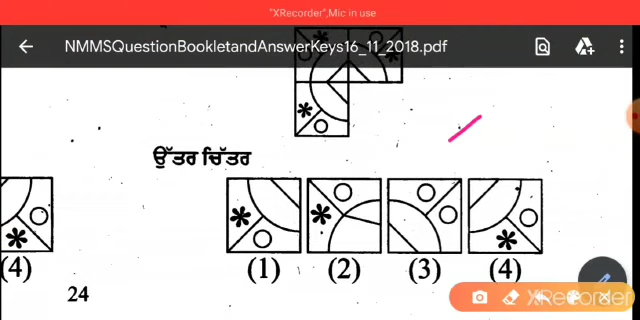 "XRecorder",Mic in use
NMMSQuestionBookletandAnswerKeys16_11_2018.pdf
ਉੱਤਰ ਚਿੱਤਰ
(4) (1) (2) (3) (4)
24
XRecorder